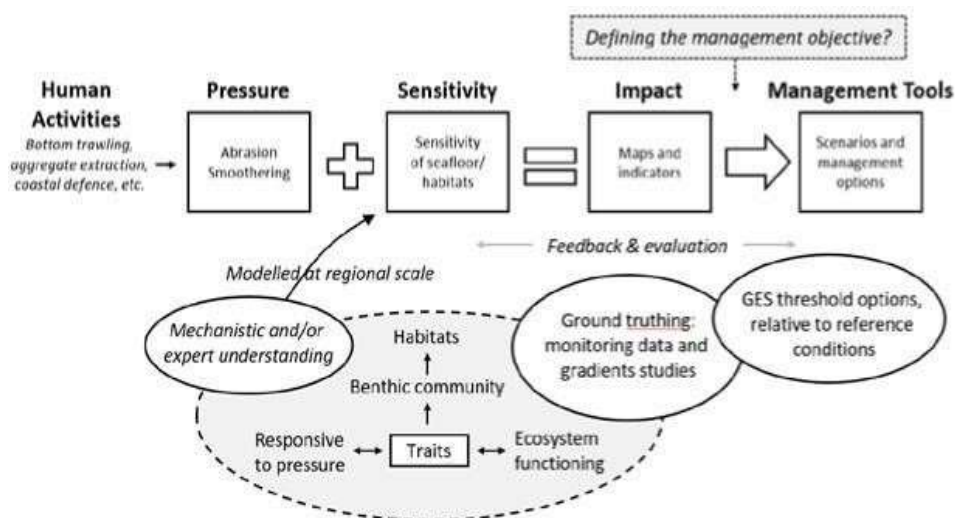 Defining the management objective?
Human
Activities
Bottom trawling,
aggregate extraction,
coastal defence, etc.
Pressure
Abrasion
Smoothering
Sensitivity
Sensitivity
of scafloor/
habitats
Impact
Maps and
indicators
Management Tools
Scenarios and
management
options
Feedback & evaluation
Modelled at regional scale
Mechanistic and/or
expert understanding
Habitats
Benthic community
Responsive
to pressure
Traits
Ecosystem
functioning
Ground truthing:
monitoring data and
gradients studies
GES threshold options,
relative to reference
conditions